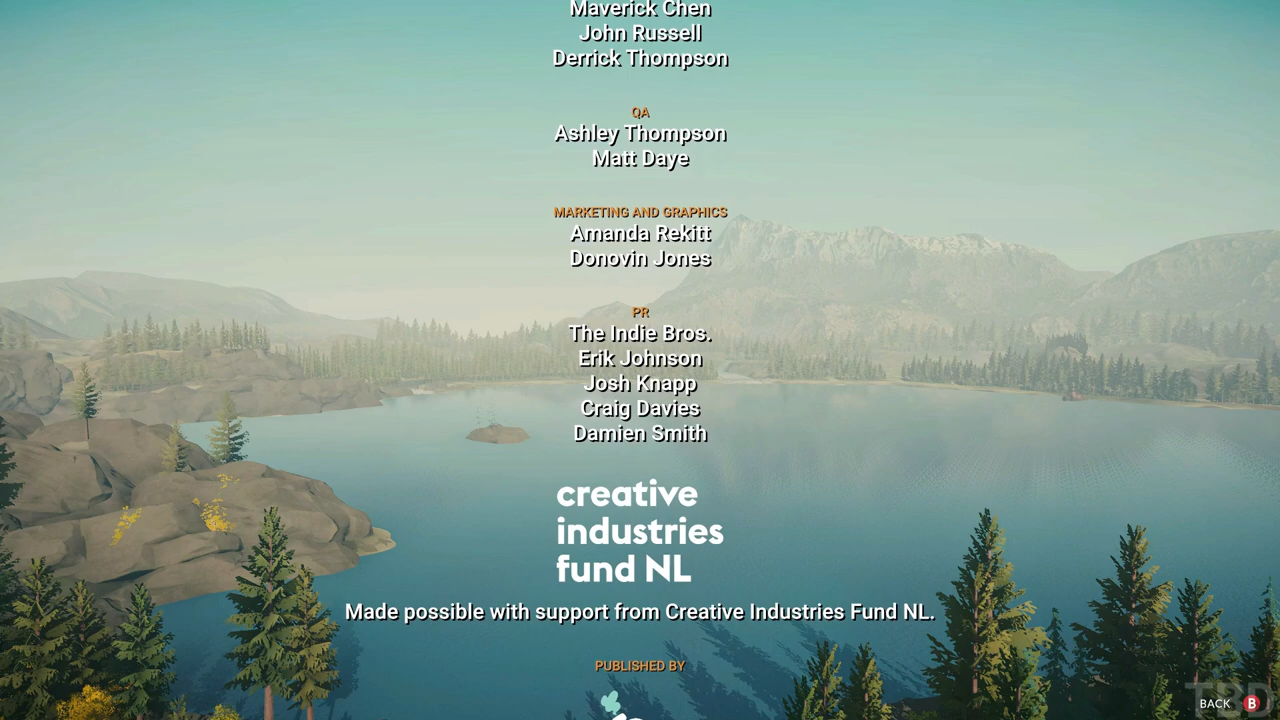 Maverick Chen
John Russell
Derrick Thompson
QA
Ashley Thompson
Matt Daye
MARKETING AND GRAPHICS
Amanda Rekitt
Donovin Jones
PR
The Indie Bros.
Erik Johnson
Josh Knapp
Craig Davies
Damien Smith
creative
industries
fund NL
Made possible with support from Creative Industries Fund NL.
PUBLISHED BY
TBD
BACK B